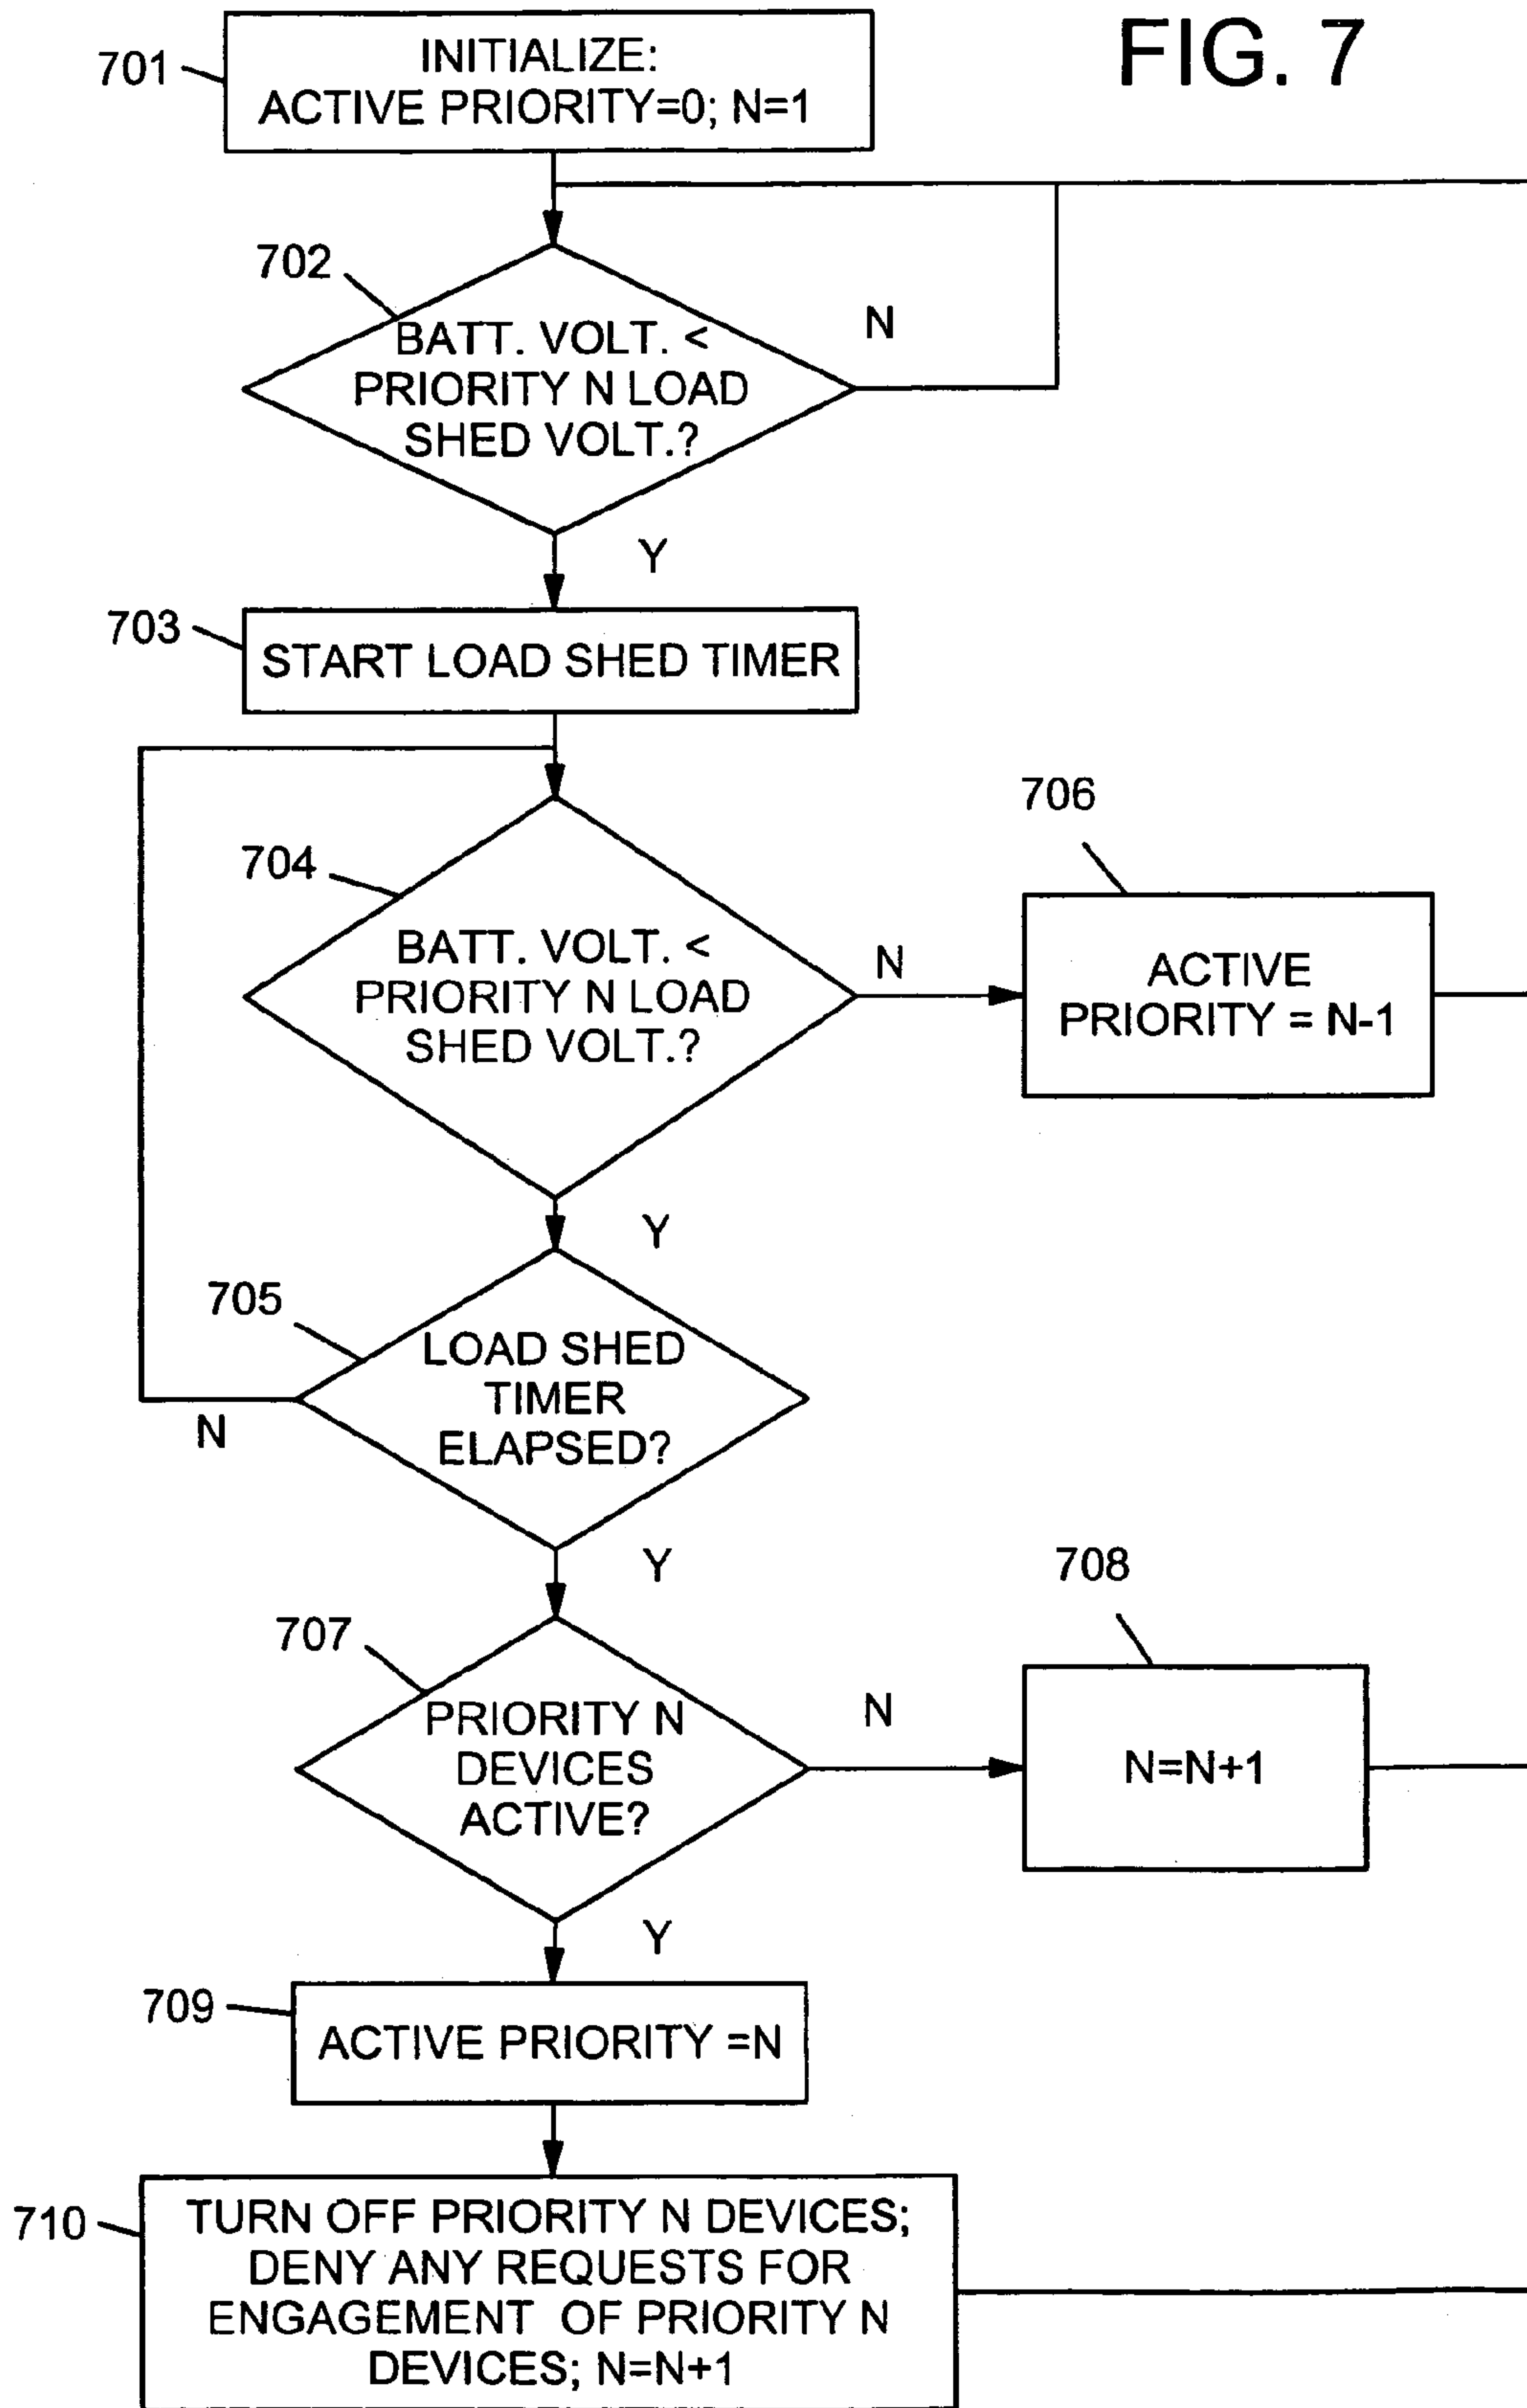 FIG. 7
701
INITIALIZE:
ACTIVE PRIORITY=0; N=1
702
BATT. VOLT. <
PRIORITY N LOAD
SHED VOLT.?
N
Y
703
START LOAD SHED TIMER
704
BATT. VOLT. <
PRIORITY N LOAD
SHED VOLT.?
N
706
ACTIVE
PRIORITY = N-1
Y
705
LOAD SHED
TIMER
ELAPSED?
N
Y
707
PRIORITY N
DEVICES
ACTIVE?
N
708
N=N+1
Y
709
ACTIVE PRIORITY =N
710
TURN OFF PRIORITY N DEVICES;
DENY ANY REQUESTS FOR
ENGAGEMENT OF PRIORITY N
DEVICES; N=N+1